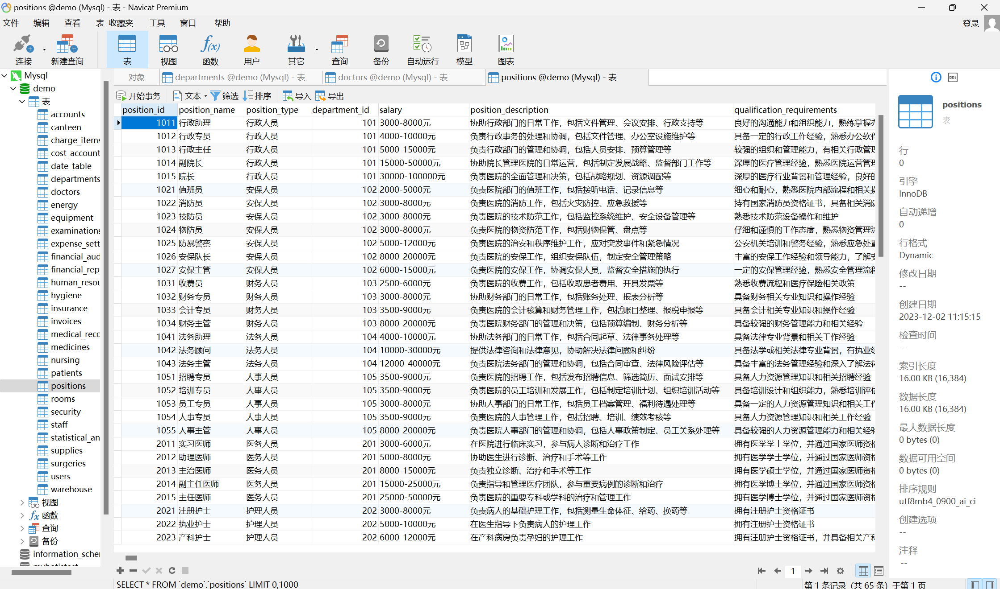 positions @demo (Mysql) - 表 - Navicat Premium
文件 编辑 查看 表 收藏夹 工具 窗口 帮助 登录
连接 新建查询 表 视图 函数 用户 其它 查询 备份 自动运行 模型 图表
对象 departments @demo (Mysql) - 表 doctors @demo (Mysql) - 表 positions @demo (Mysql) - 表
开始事务 文本 筛选 排序 导入 导出
Mysql
demo
表
accounts
canteen
charge_items
cost_account
date_table
departments
doctors
energy
equipment
examinations
expense_sett
financial_aud
financial_rep
human_resou
hygiene
insurance
invoices
medical_reco
medicines
nursing
patients
positions
rooms
security
staff
statistical_an
supplies
surgeries
users
warehouse
视图
函数
查询
备份
information_scher
position_id position_name position_type department_id salary position_description qualification_requirements
1011 行政助理 行政人员 101 3000-8000元 协助行政部门的日常工作，包括文件管理、会议安排、行政支持等 良好的沟通能力和组织能力，熟练掌握办
1012 行政专员 行政人员 101 4000-10000元 负责行政事务的处理和协调，包括文件管理、办公室设施维护等 具备一定的行政工作经验，熟悉办公软件
1013 行政主任 行政人员 101 5000-15000元 负责行政部门的管理和协调，包括人员安排、预算管理等 较强的组织和管理能力，有相关行政管理
1014 副院长 行政人员 101 15000-50000元 协助院长管理医院的日常运营，包括制定发展战略、监督部门工作等 深厚的医疗管理经验，熟悉医院运营管理
1015 院长 行政人员 101 30000-100000元 负责医院的全面管理和决策，包括战略规划、资源调配等 深厚的医疗行业背景和管理经验，良好的
1021 值班员 安保人员 102 2000-5000元 负责医院部门的值班工作，包括接听电话、记录信息等 细心和耐心，熟悉医院内部流程和相关操
1022 消防员 安保人员 102 3000-8000元 负责医院的消防工作，包括火灾防控、应急救援等 持有国家消防员资格证书，具备相关消防
1023 技防员 安保人员 102 3000-8000元 负责医院的技术防范工作，包括监控系统维护、安全设备管理等 熟悉技术防范设备操作和维护
1024 物防员 安保人员 102 3000-8000元 负责医院的物资防范工作，包括财物保管、盘点等 仔细和谨慎的工作态度，熟悉物资管理流
1025 防暴警察 安保人员 102 5000-12000元 负责医院的治安和秩序维护工作，应对突发事件和紧急情况 公安机关培训和警务经验，熟悉应急处置
1026 安保队长 安保人员 102 8000-20000元 负责医院的安保工作，组织安保队伍，制定安全管理策略 丰富的安保工作经验和领导能力，了解安
1027 安保主管 安保人员 102 6000-15000元 负责医院的安保工作，协调安保人员，监督安全措施的执行 一定的安保管理经验，熟悉安全管理流程
1031 收费员 财务人员 103 2500-6000元 负责医院的收费工作，包括收取患者费用、开具发票等 熟悉收费流程和医疗保险相关政策
1032 财务专员 财务人员 103 3000-8000元 协助财务部门的日常工作，包括账务处理、报表分析等 具备财务相关专业知识和操作经验
1033 会计专员 财务人员 103 3500-9000元 负责医院的会计核算和财务管理工作，包括账目整理、报税申报等 具备会计相关专业知识和操作经验
1034 财务主管 财务人员 103 8000-20000元 负责医院财务部门的管理和决策，包括预算编制、财务分析等 具备较强的财务管理能力和相关经验
1041 法务助理 法务人员 104 4000-10000元 协助法务部门的日常工作，包括合同起草、法律事务处理等 具备法律专业背景和相关工作经验
1042 法务顾问 法务人员 104 10000-30000元 提供法律咨询和法律意见，协助解决法律问题和纠纷 具备法学或相关法律专业背景，有执业经
1043 法务主管 法务人员 104 12000-40000元 负责医院法务部门的管理和协调，包括合同审查、法律风险评估等 具备丰富的法务管理经验和深入了解法律
1051 招聘专员 人事人员 105 3500-9000元 负责医院的招聘工作，包括发布招聘信息、筛选简历、面试安排等 具备人力资源管理知识和相关招聘经验
1052 培训专员 人事人员 105 3500-9000元 负责医院的员工培训和发展工作，包括制定培训计划、组织培训活动等 具备培训设计和组织能力，熟悉培训评估
1053 员工专员 人事人员 105 3000-8000元 协助人事部门的日常工作，包括员工档案管理、福利待遇处理等 具备一定的人力资源管理知识和相关工作
1054 人事专员 人事人员 105 3500-9000元 负责医院的人事管理工作，包括招聘、培训、绩效考核等 具备人力资源管理知识和相关工作经验
1055 人事主管 人事人员 105 8000-20000元 负责医院人事部门的管理和协调，包括人事政策制定、员工关系处理等 具备较强的人力资源管理能力和相关经验
2011 实习医师 医务人员 201 3000-6000元 在医院进行临床实习，参与病人诊断和治疗工作 拥有医学学士学位，并通过国家医师资格
2012 助理医师 医务人员 201 5000-8000元 协助医生进行诊断、治疗和手术等工作 拥有医学学士学位，并通过国家医师资格
2013 主治医师 医务人员 201 8000-15000元 负责独立诊断、治疗和手术等工作 拥有医学硕士学位，并通过国家医师资格
2014 副主任医师 医务人员 201 15000-25000元 负责指导和管理医疗团队，参与重要病例的诊断和治疗 拥有医学博士学位，并通过国家医师资格
2015 主任医师 医务人员 201 25000-50000元 负责医院的重要专科或学科的治疗和管理工作 拥有医学博士学位，并通过国家医师资格
2021 注册护士 护理人员 202 3000-8000元 负责病人的基础护理工作，包括测量生命体征、给药、换药等 拥有注册护士资格证书
2022 执业护士 护理人员 202 5000-10000元 在医生指导下负责病人的护理工作 拥有注册护士资格证书
2023 产科护士 护理人员 202 6000-12000元 在产科病房负责孕妇的护理工作 拥有注册护士资格证书，并具备相关产科
1
SELECT * FROM `demo`.`positions` LIMIT 0,1000
第 1 条记录 (共 65 条) 于第 1 页
DDL
positions
表
行
0
引擎
InnoDB
自动递增
0
行格式
Dynamic
修改日期
--
创建日期
2023-12-02 11:15:15
检查时间
--
索引长度
16.00 KB (16,384)
数据长度
16.00 KB (16,384)
最大数据长度
0 bytes (0)
数据可用空间
0 bytes (0)
排序规则
utf8mb4_0900_ai_ci
创建选项
--
注释
--